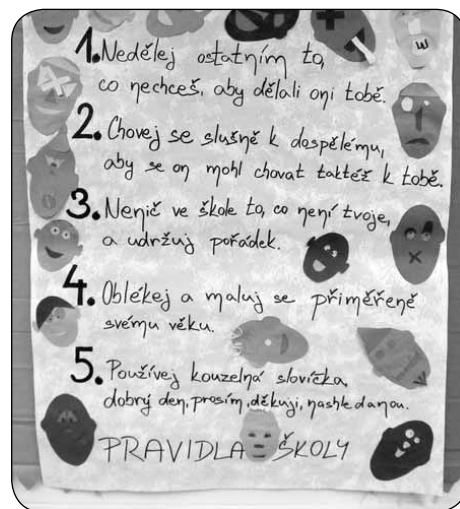 1. Nedělej ostatním to,
co nechceš, aby dělali oni tobě.
2. Chovej se slušně k dospělému,
aby se on mohl chovat taktéž k tobě.
3. Nenič ve škole to, co není tvoje,
a udržuj pořádek.
4. Oblékej a maluj se přiměřeně
svému věku.
5. Používej kouzelná slovíčka,
dobrý den, prosím, děkuji, nashledanou.
PRAVIDLA ŠKOLY